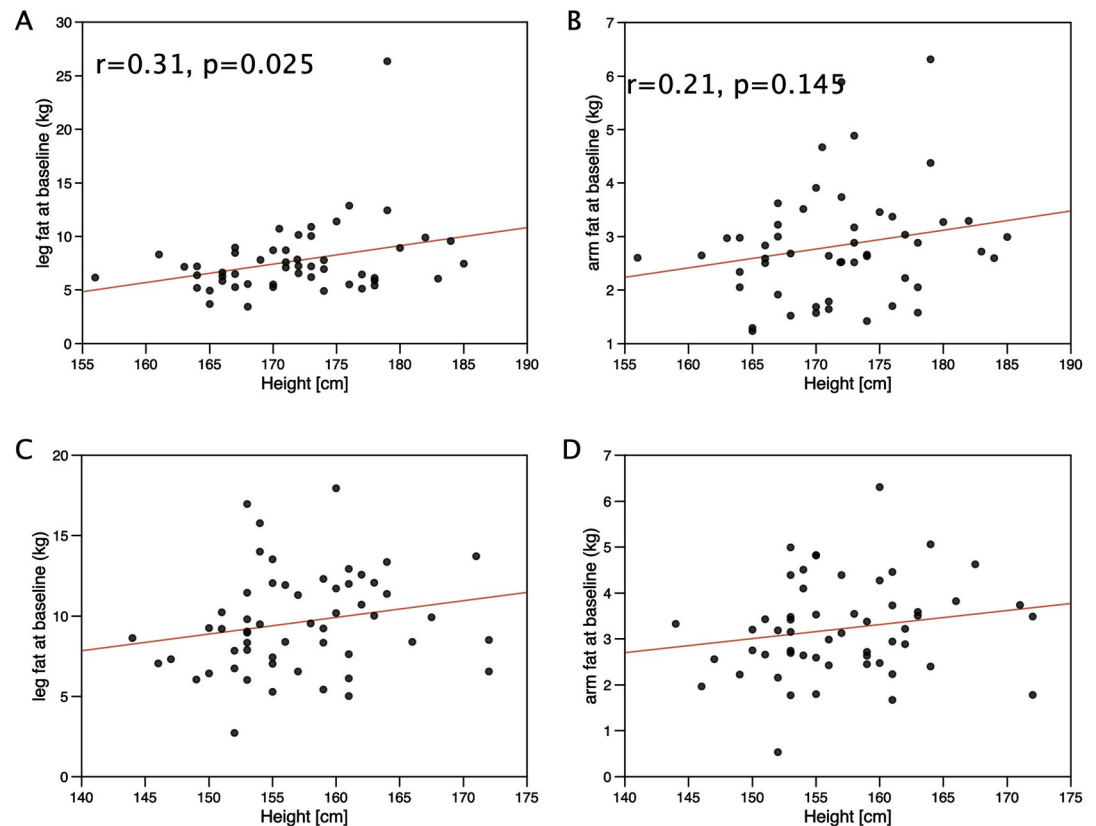 A
r=0.31, p=0.025
leg fat at baseline (kg)
30
25
20
15
10
5
0
155 160 165 170 175 180 185 190
Height [cm]
B
r=0.21, p=0.145
arm fat at baseline (kg)
7
6
5
4
3
2
1
155 160 165 170 175 180 185 190
Height [cm]
C
leg fat at baseline (kg)
20
15
10
5
0
140 145 150 155 160 165 170 175
Height [cm]
D
arm fat at baseline (kg)
7
6
5
4
3
2
1
0
140 145 150 155 160 165 170 175
Height [cm]